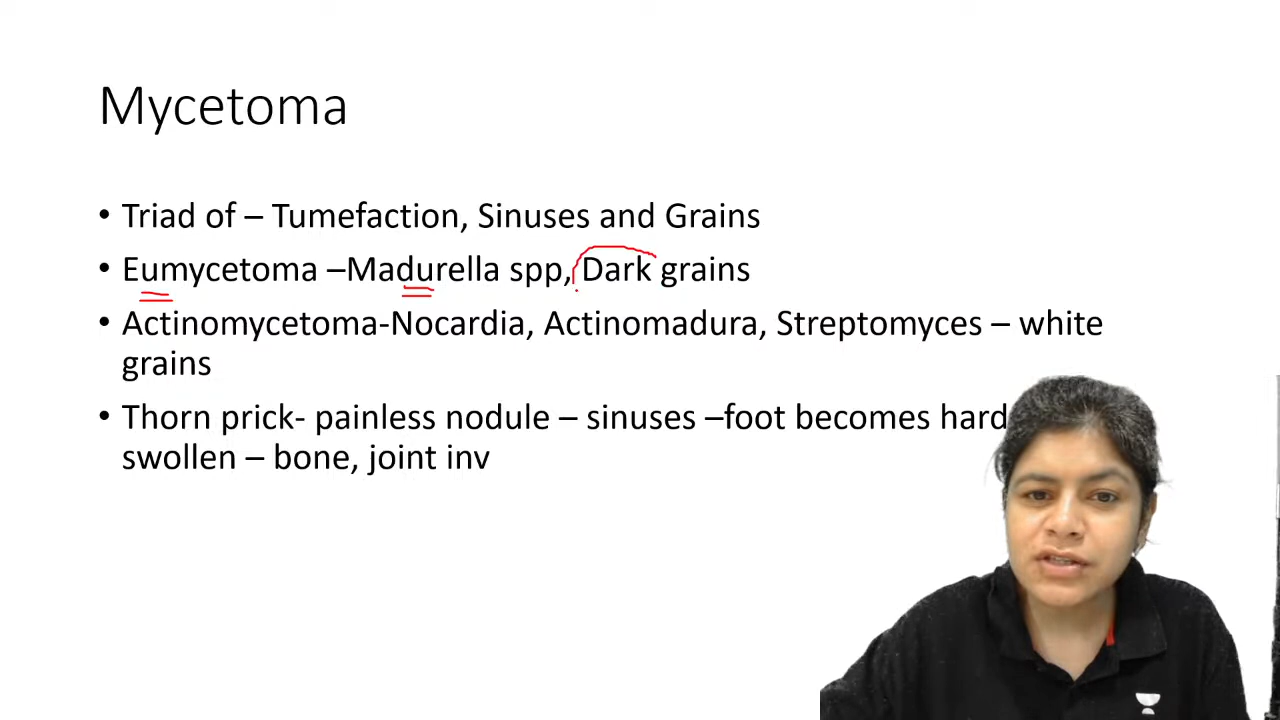 Mycetoma
• Triad of – Tumefaction, Sinuses and Grains
• Eumycetoma –Madurella spp, Dark grains
• Actinomycetoma-Nocardia, Actinomadura, Streptomyces – white
grains
• Thorn prick- painless nodule – sinuses –foot becomes hard
swollen – bone, joint inv